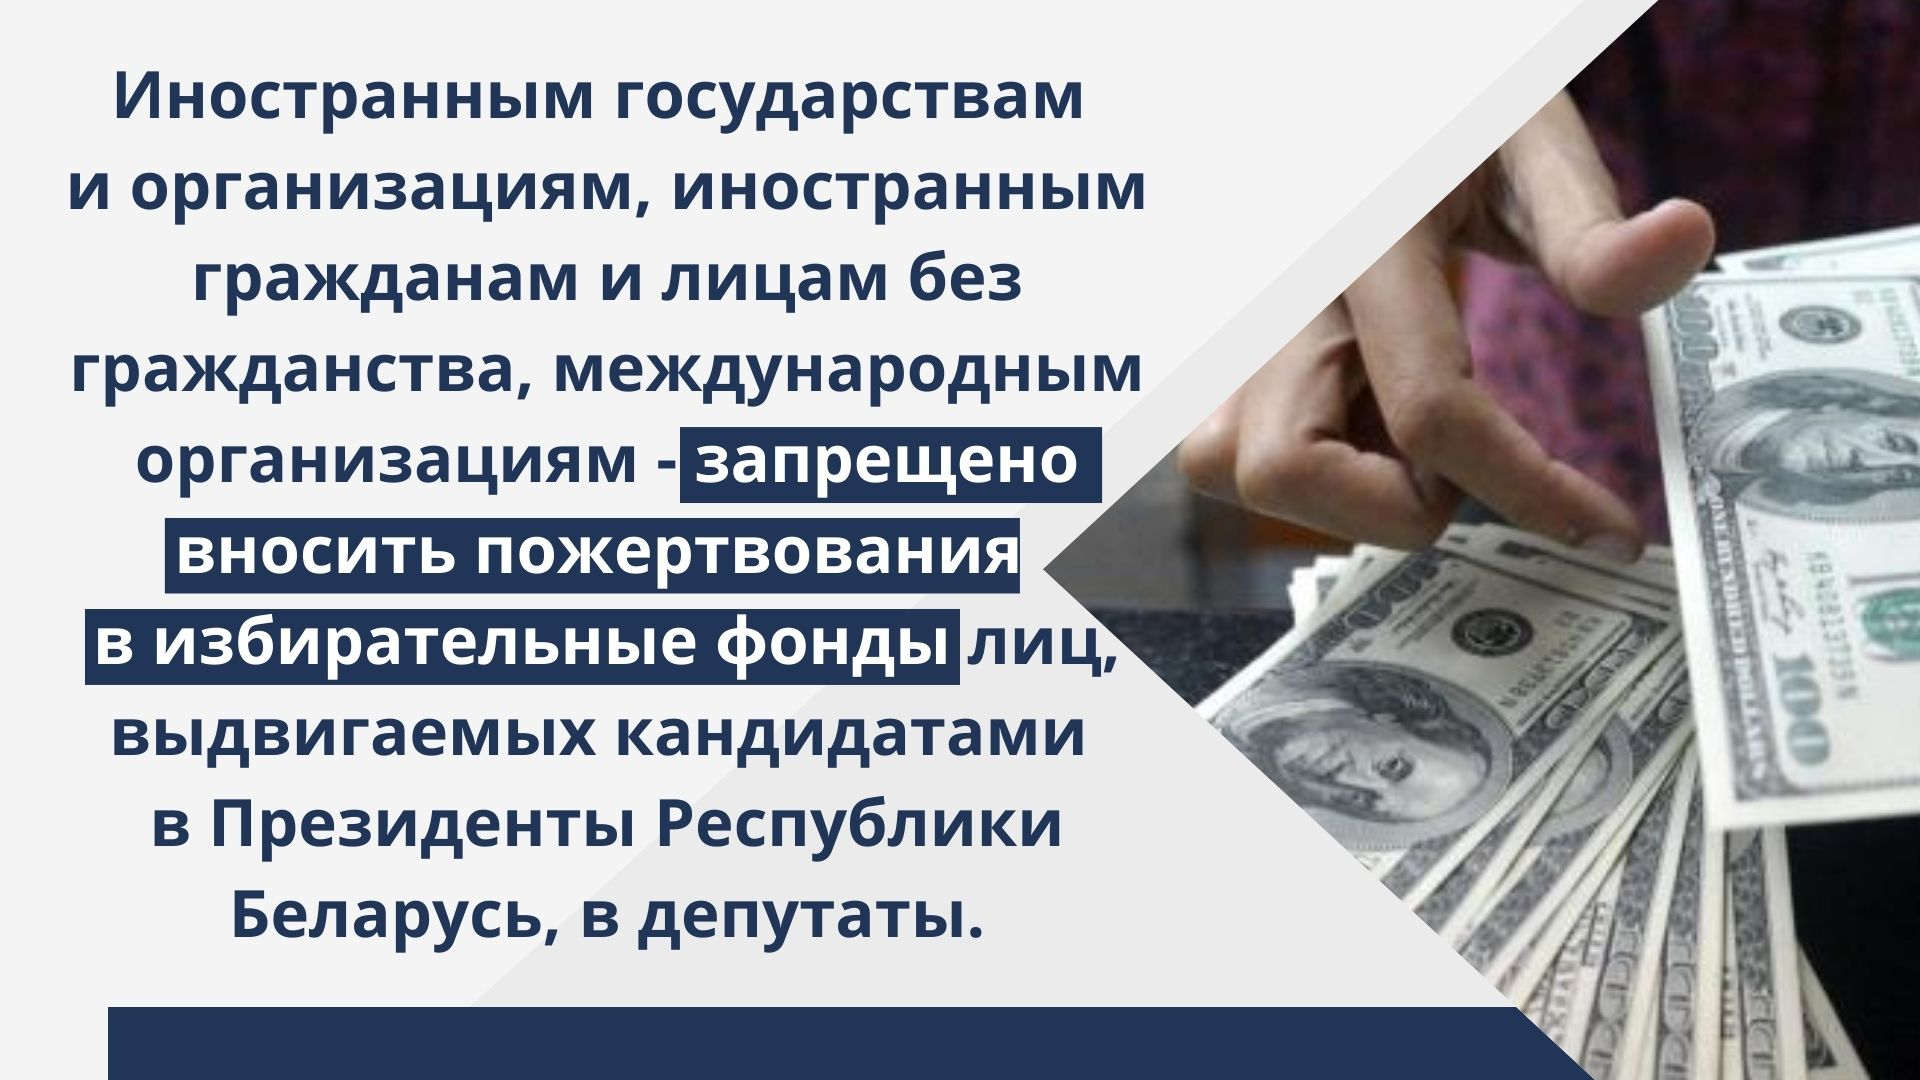 Иностранным государствам
и организациям, иностранным
гражданам и лицам без
гражданства, международным
организациям - запрещено
вносить пожертвования
в избирательные фонды лиц,
выдвигаемых кандидатами
в Президенты Республики
Беларусь, в депутаты.
100